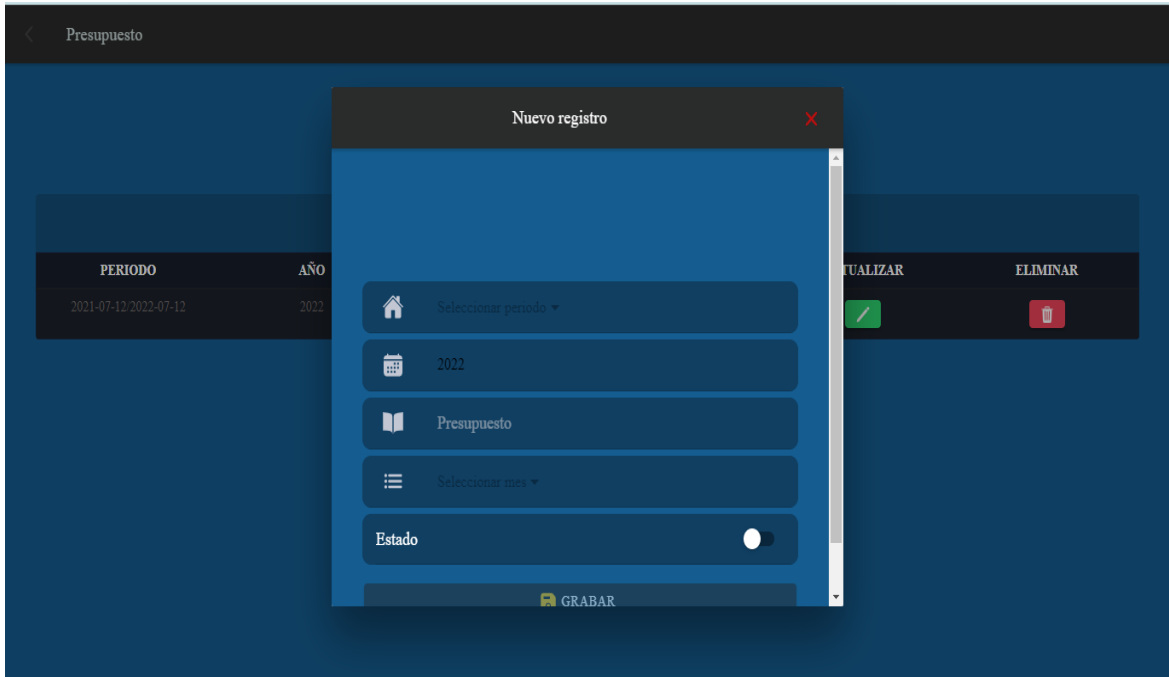 Presupuesto
Nuevo registro
X
PERIODO AÑO TUALIZAR ELIMINAR
2021-07-12/2022-07-12 2022
Seleccionar periodo
2022
Presupuesto
Seleccionar mes
Estado
GRABAR